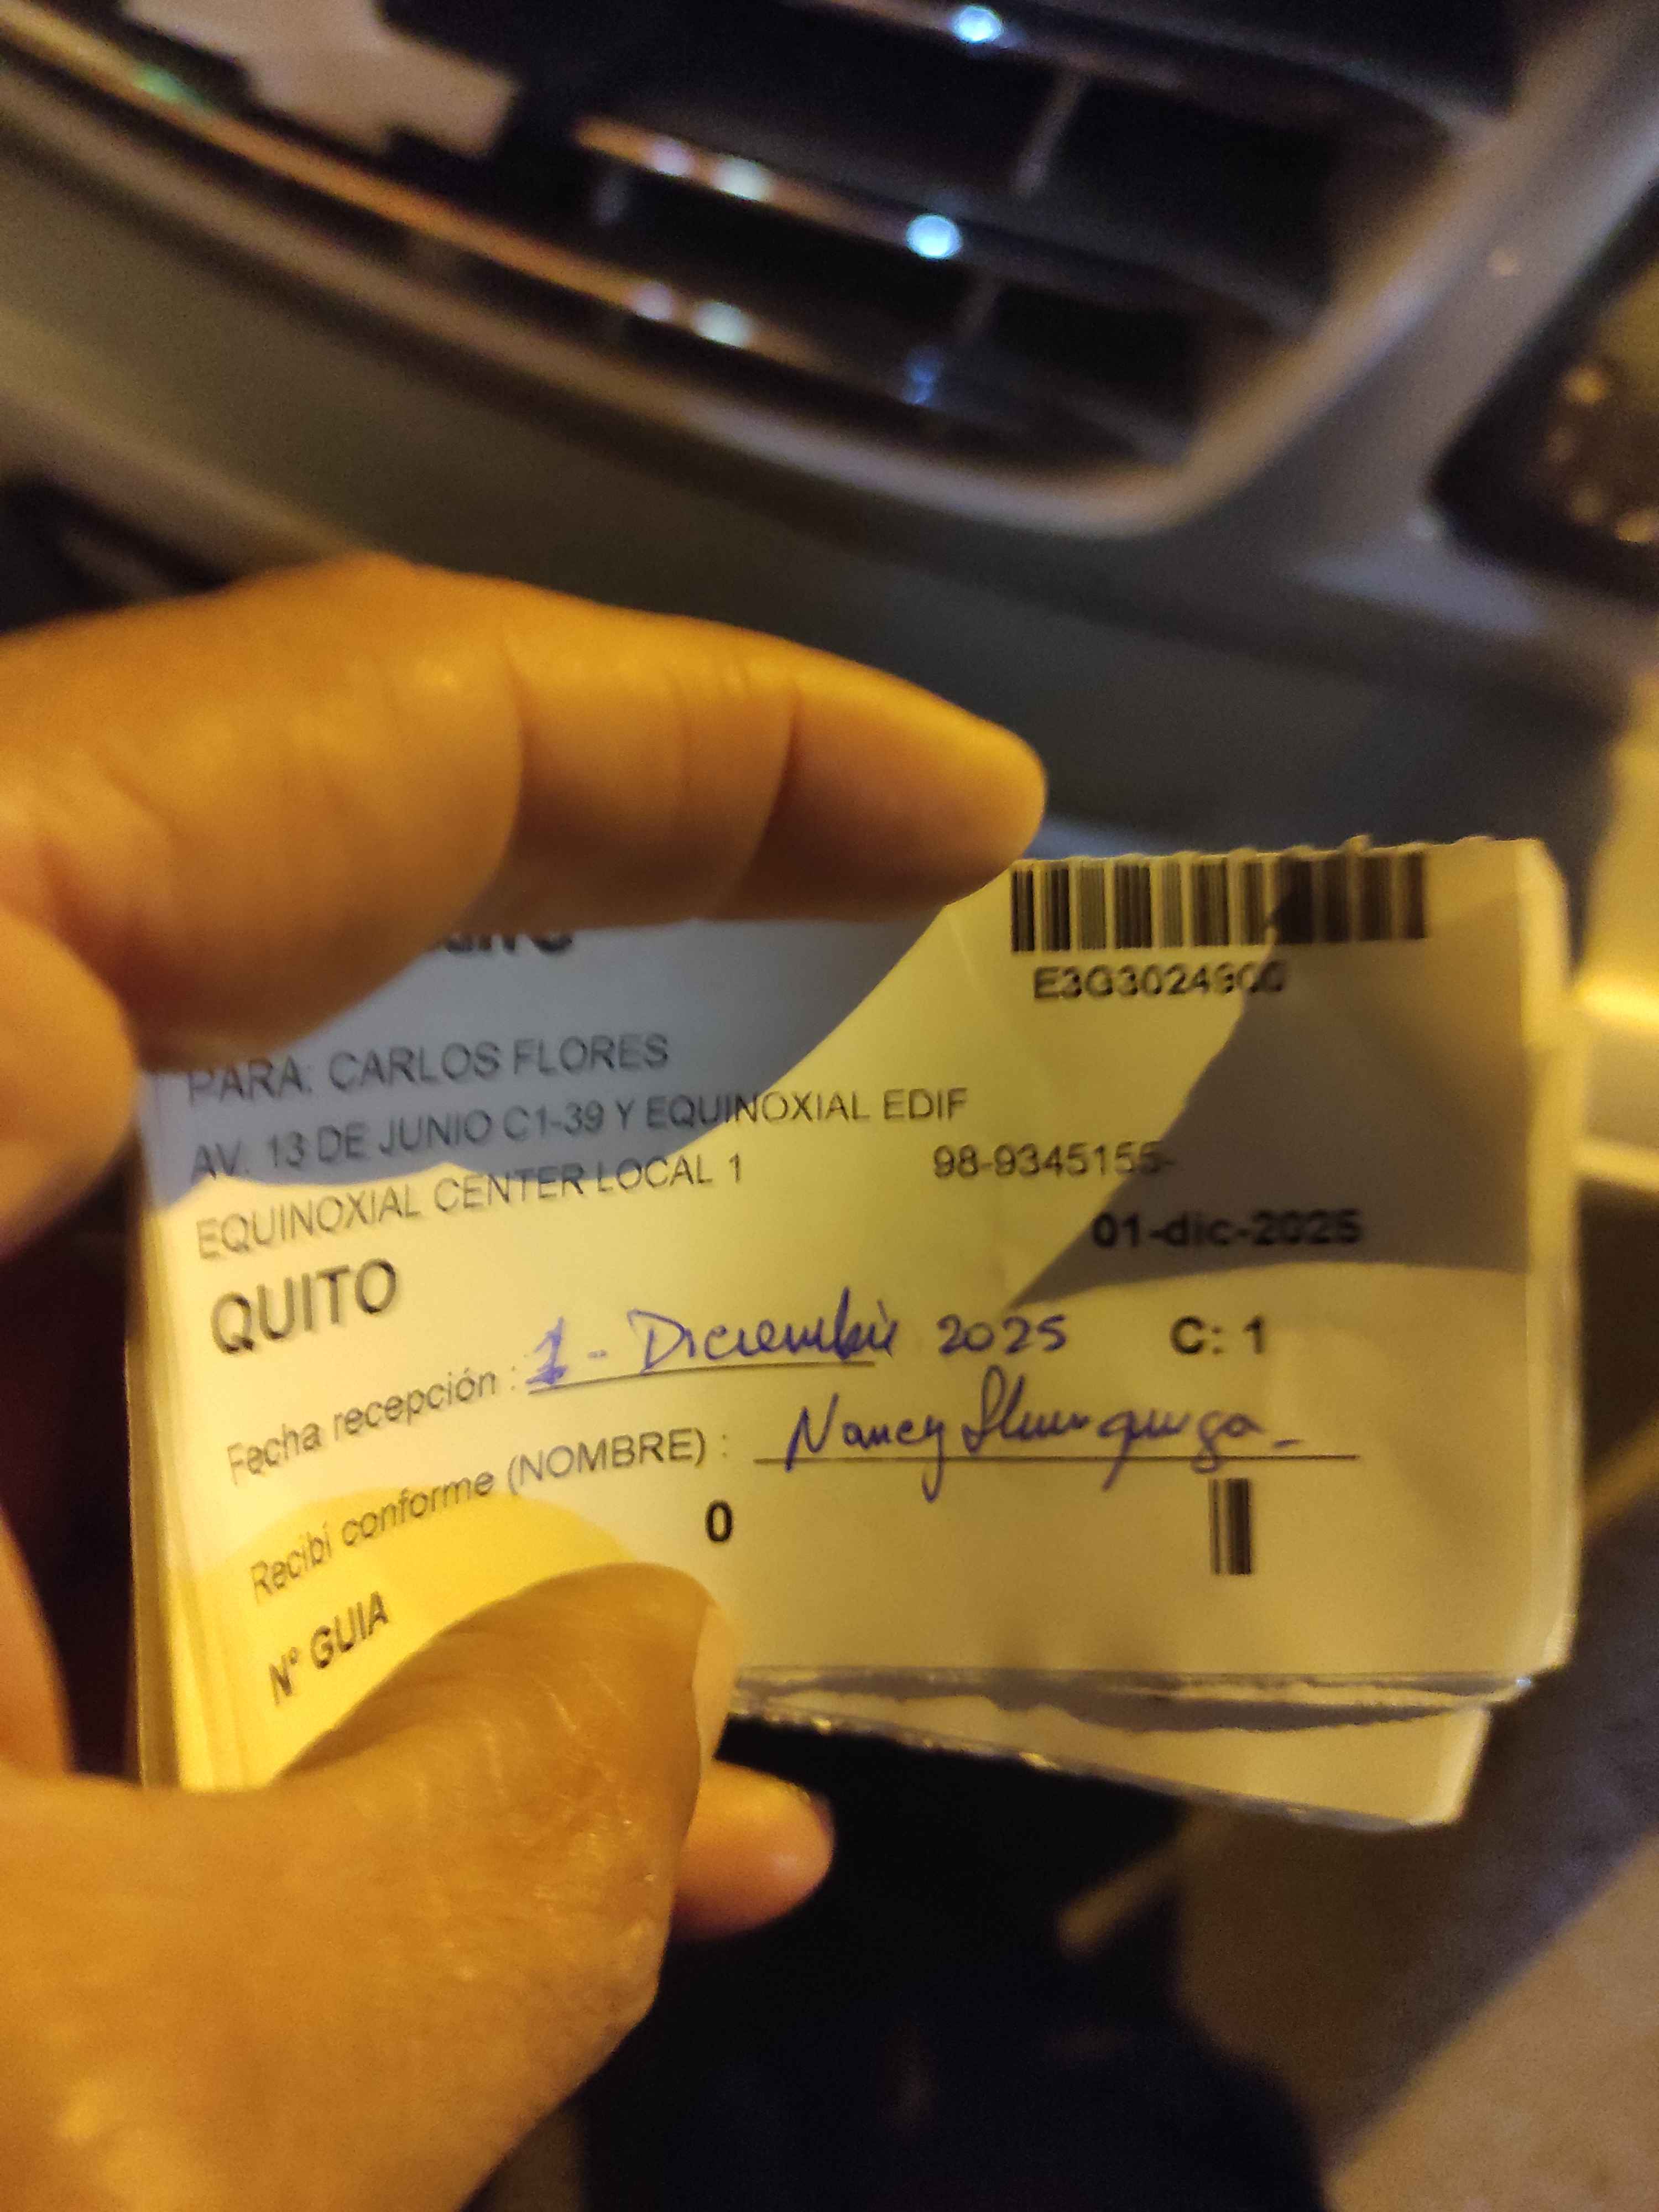 E3G3024900
PARA: CARLOS FLORES
AV. 13 DE JUNIO C1-39 Y EQUINOXIAL EDIF
EQUINOXIAL CENTER LOCAL 1 98-9345155-
01-dic-2025
QUITO
Fecha recepción : 1 - Diciembre 2025 C: 1
Recibí conforme (NOMBRE) : Nancy
0
Nº GUIA